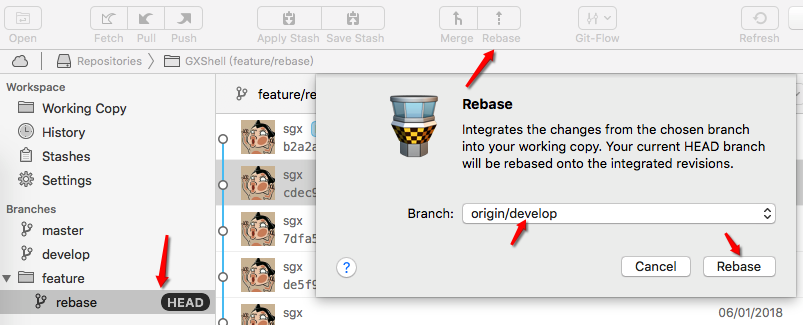 Open
Fetch
Pull
Push
Apply Stash
Save Stash
Merge
Rebase
Git-Flow
Refresh
Repositories
GXShell (feature/rebase)
Workspace
Working Copy
History
Stashes
Settings
Branches
master
develop
feature
rebase
HEAD
feature/re
sgx
b2a2a
sgx
cdec9
sgx
7dfa5
sgx
de5f9
sgx
06/01/2018
Rebase
Integrates the changes from the chosen branch
into your working copy. Your current HEAD branch
will be rebased onto the integrated revisions.
Branch:
origin/develop
?
Cancel
Rebase